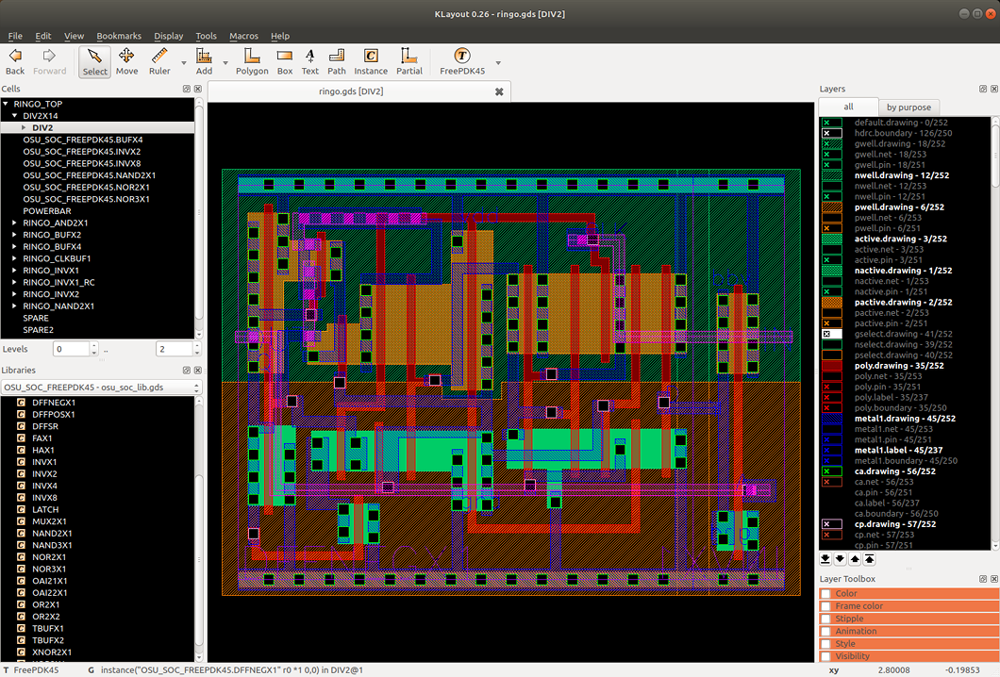 KLayout 0.26 - ringo.gds [DIV2]
File Edit View Bookmarks Display Tools Macros Help
Back Forward Select Move Ruler Add Polygon Box Text Path Instance Partial FreePDK45
Cells
RINGO_TOP
DIV2X14
DIV2
OSU_SOC_FREEPDK45.BUFX4
OSU_SOC_FREEPDK45.INVX2
OSU_SOC_FREEPDK45.INVX8
OSU_SOC_FREEPDK45.NAND2X1
OSU_SOC_FREEPDK45.NOR2X1
OSU_SOC_FREEPDK45.NOR3X1
POWERBAR
RINGO_AND2X1
RINGO_BUFX2
RINGO_BUFX4
RINGO_CLKBUF1
RINGO_INVX1
RINGO_INVX1_RC
RINGO_INVX2
RINGO_NAND2X1
SPARE
SPARE2
Levels 0 .. 2
Libraries
OSU_SOC_FREEPDK45 - osu_soc_lib.gds
DFFNEGX1
DFFPOSX1
DFFSR
FAX1
HAX1
INVX1
INVX2
INVX4
INVX8
LATCH
MUX2X1
NAND2X1
NAND3X1
NOR2X1
NOR3X1
OAI21X1
OAI22X1
OR2X1
OR2X2
TBUFX1
TBUFX2
XNOR2X1
ringo.gds [DIV2]
Layers
all by purpose
default.drawing - 0/252
hdrc.boundary - 126/250
gwell.drawing - 18/252
gwell.net - 18/253
gwell.pin - 18/251
nwell.drawing - 12/252
nwell.net - 12/253
nwell.pin - 12/251
pwell.drawing - 6/252
pwell.net - 6/253
pwell.pin - 6/251
active.drawing - 3/252
active.net - 3/253
active.pin - 3/251
nactive.drawing - 1/252
nactive.net - 1/253
nactive.pin - 1/251
pactive.drawing - 2/252
pactive.net - 2/253
pactive.pin - 2/251
gselect.drawing - 41/252
nselect.drawing - 39/252
pselect.drawing - 40/252
poly.drawing - 35/252
poly.net - 35/253
poly.pin - 35/251
poly.label - 35/237
poly.boundary - 35/250
metal1.drawing - 45/252
metal1.net - 45/253
metal1.pin - 45/251
metal1.label - 45/237
metal1.boundary - 45/250
ca.drawing - 56/252
ca.net - 56/253
ca.pin - 56/251
ca.label - 56/237
ca.boundary - 56/250
cp.drawing - 57/252
cp.net - 57/253
cp.pin - 57/251
Layer Toolbox
Color
Frame color
Stipple
Animation
Style
Visibility
T FreePDK45 G instance("OSU_SOC_FREEPDK45.DFFNEGX1" r0 *1 0,0) in DIV2@1 xy 2.80008 -0.19853